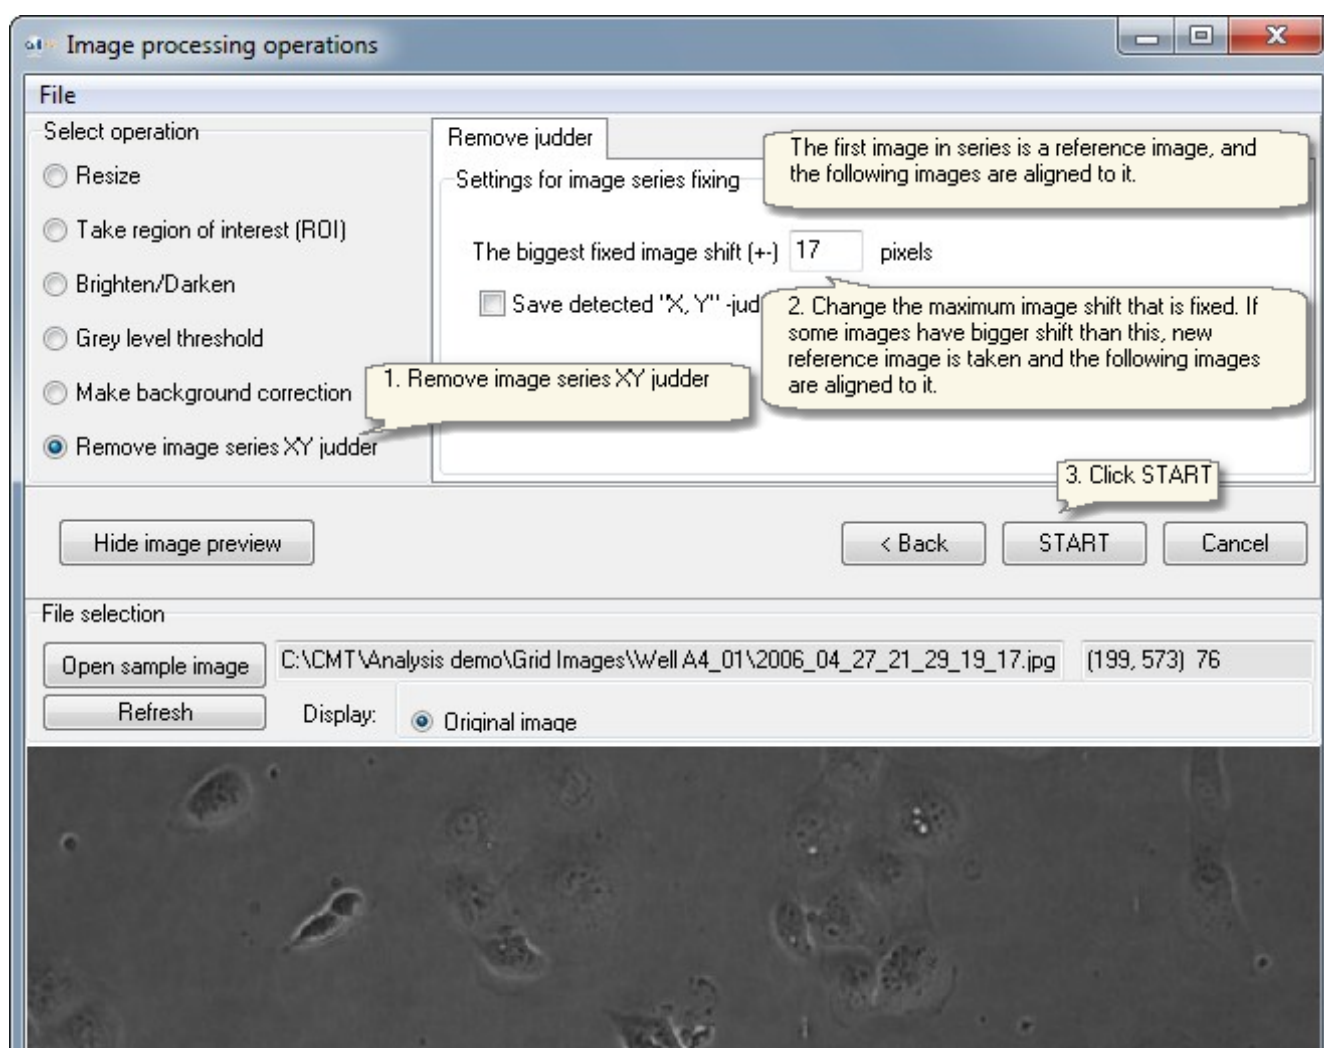 Image processing operations
File
Select operation
Resize
Take region of interest (ROI)
Brighten/Darken
Grey level threshold
Make background correction
Remove image series XY judder
1. Remove image series XY judder
Remove judder
Settings for image series fixing
The first image in series is a reference image, and
the following images are aligned to it.
The biggest fixed image shift (+-) 17 pixels
Save detected "X, Y" -jud
2. Change the maximum image shift that is fixed. If
some images have bigger shift than this, new
reference image is taken and the following images
are aligned to it.
3. Click START
Hide image preview
< Back
START
Cancel
File selection
Open sample image
C:\CMT\Analysis demo\Grid Images\Well A4_01\2006_04_27_21_29_19_17.jpg
(199, 573) 76
Refresh
Display:
Original image